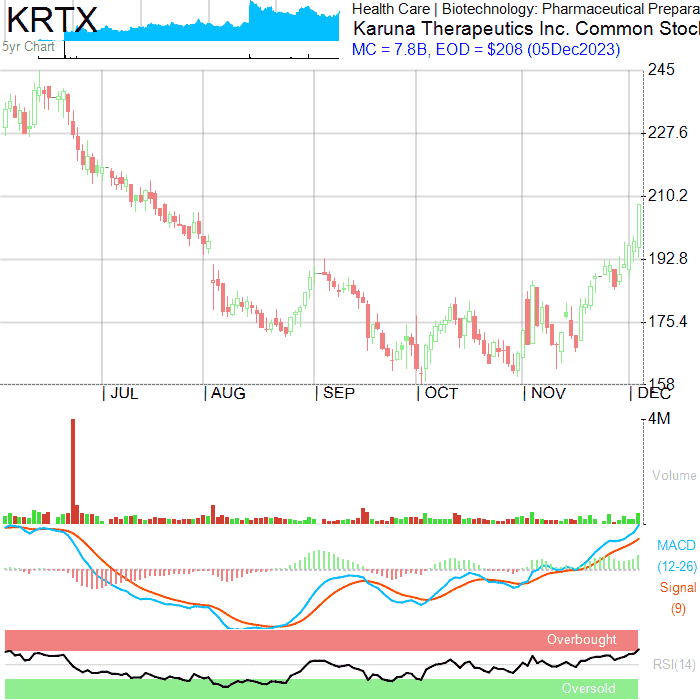 KRTX
5yr Chart
Health Care | Biotechnology: Pharmaceutical Prepara
Karuna Therapeutics Inc. Common Stoc
MC = 7.8B, EOD = $208 (05Dec2023)
245
227.6
210.2
192.8
175.4
158
JUL AUG SEP OCT NOV DEC
4M
Volume
MACD
(12-26)
Signal
(9)
Overbought
RSI(14)
Oversold